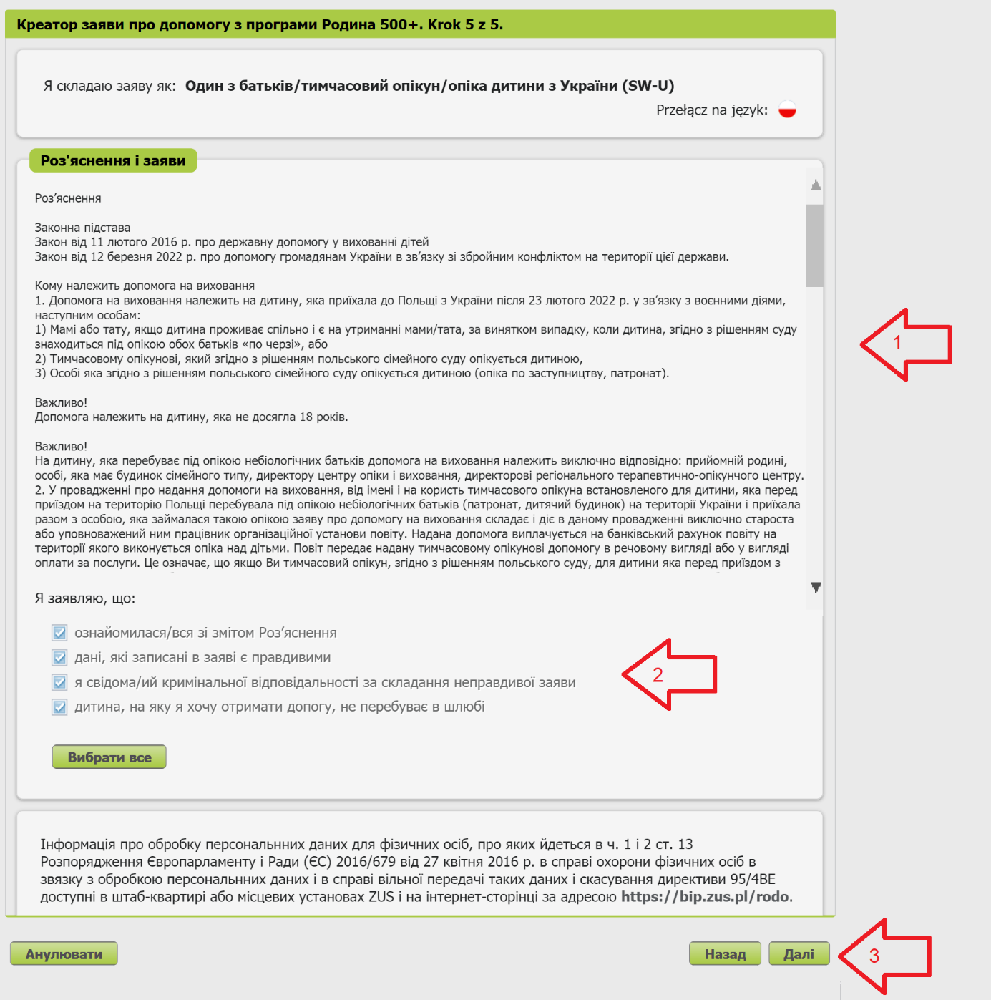 Креатор заяви про допомогу з програми Родина 500+. Krok 5 z 5.
Я складаю заяву як: Один з батьків/тимчасовий опікун/опіка дитини з України (SW-U)
Przełącz na język:
Роз'яснення і заяви
Роз’яснення
Законна підстава
Закон від 11 лютого 2016 р. про державну допомогу у вихованні дітей
Закон від 12 березня 2022 р. про допомогу громадянам України в зв’язку зі збройним конфліктом на території цієї держави.
Кому належить допомога на виховання
1. Допомога на виховання належить на дитину, яка приїхала до Польщі з України після 23 лютого 2022 р. у зв’язку з воєнними діями,
наступним особам:
1) Мамі або тату, якщо дитина проживає спільно і є на утриманні мами/тата, за винятком випадку, коли дитина, згідно з рішенням суду
знаходиться під опікою обох батьків «по черзі», або
2) Тимчасовому опікунові, який згідно з рішенням польського сімейного суду опікується дитиною,
3) Особі яка згідно з рішенням польського сімейного суду опікується дитиною (опіка по заступництву, патронат).
1
Важливо!
Допомога належить на дитину, яка не досягла 18 років.
Важливо!
На дитину, яка перебуває під опікою небіологічних батьків допомога на виховання належить виключно відповідно: прийомній родині,
особі, яка має будинок сімейного типу, директору центру опіки і виховання, директорові регіонального терапевтично-опікунчого центру.
2. У провадженні про надання допомоги на виховання, від імені і на користь тимчасового опікуна встановленого для дитини, яка перед
приїздом на територію Польщі перебувала під опікою небіологічних батьків (патронат, дитячий будинок) на території України і приїхала
разом з особою, яка займалася такою опікою заяву про допомогу на виховання складає і діє в даному провадженні виключно староста
або уповноважений ним працівник організаційної установи повіту. Надана допомога виплачується на банківський рахунок повіту на
території якого виконується опіка над дітьми. Повіт передає надану тимчасовому опікунові допомогу в речовому вигляді або у вигляді
оплати за послуги. Це означає, що якщо Ви тимчасовий опікун, згідно з рішенням польського суду, для дитини яка перед приїздом з
Я заявляю, що:
ознайомилася/вся зі змітом Роз’яснення
дані, які записані в заяві є правдивими
я свідома/ий кримінальної відповідальності за складання неправдивої заяви
дитина, на яку я хочу отримати допогу, не перебуває в шлюбі
2
Вибрати все
Інформація про обробку персональнних даних для фізичних осіб, про яких йдеться в ч. 1 і 2 ст. 13
Розпорядження Європарламенту і Ради (ЄС) 2016/679 від 27 квітня 2016 р. в справі охорони фізичних осіб в
звязку з обробкою персональнних даних і в справі вільної передачі таких даних і скасування директиви 95/4ВЕ
доступні в штаб-квартирі або місцевих установах ZUS і на інтернет-сторінці за адресою https://bip.zus.pl/rodo.
Анулювати
Назад
Далі
3